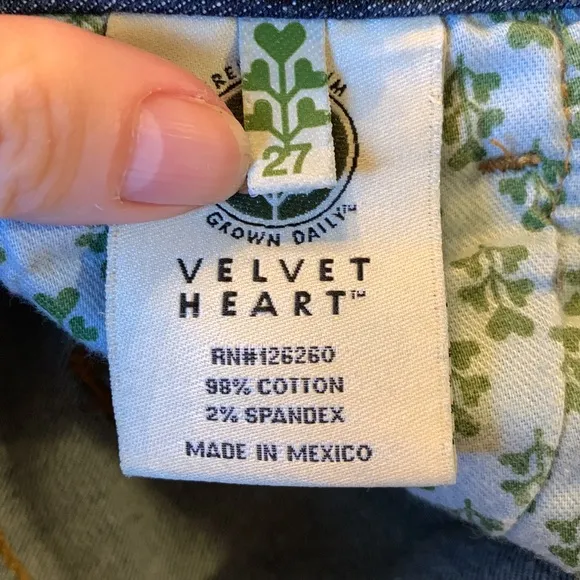 27
GROWN DAILY™
VELVET
HEART™
RN#126260
98% COTTON
2% SPANDEX
MADE IN MEXICO